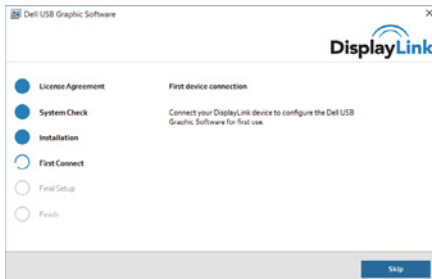 Dell USB Graphic Software
DisplayLink
License Agreement
First device connection
System Check
Connect your DisplayLink device to configure the Dell USB
Graphic Software for first use.
Installation
First Connect
Final Setup
Finish
Skip